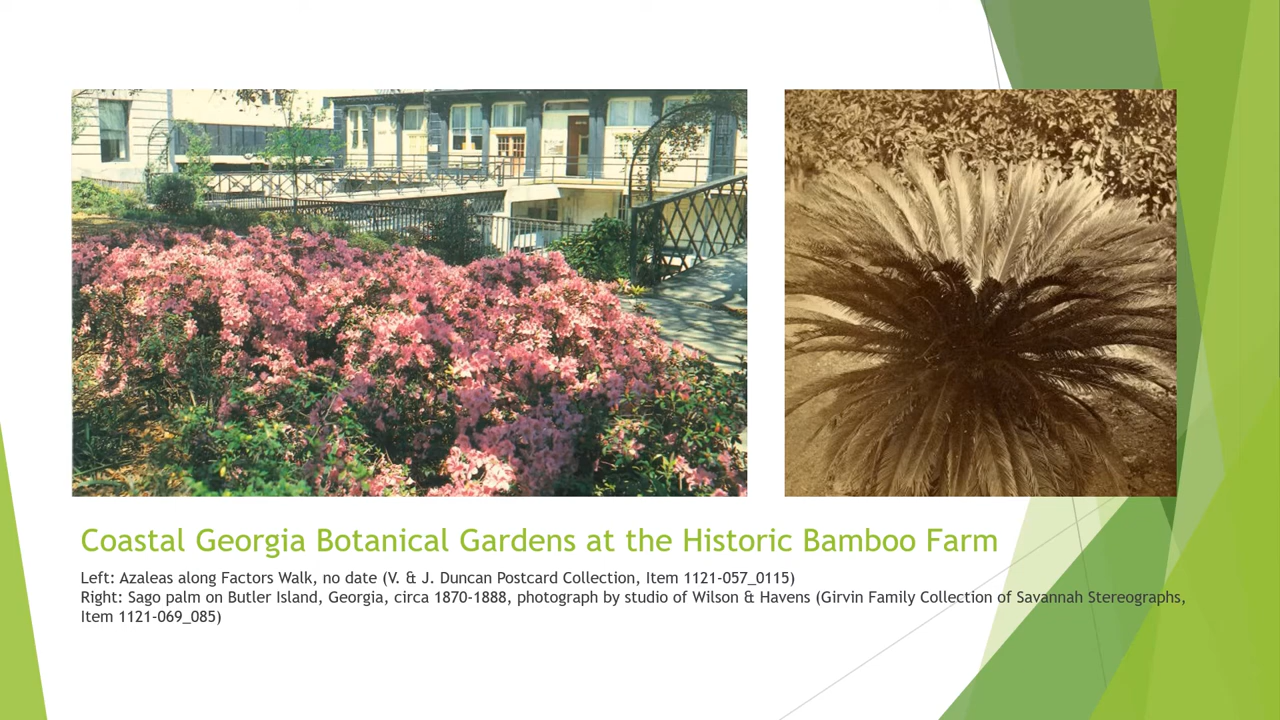 Coastal Georgia Botanical Gardens at the Historic Bamboo Farm
Left: Azaleas along Factors Walk, no date (V. & J. Duncan Postcard Collection, Item 1121-057_0115)
Right: Sago palm on Butler Island, Georgia, circa 1870-1888, photograph by studio of Wilson & Havens (Girvin Family Collection of Savannah Stereographs,
Item 1121-069_085)